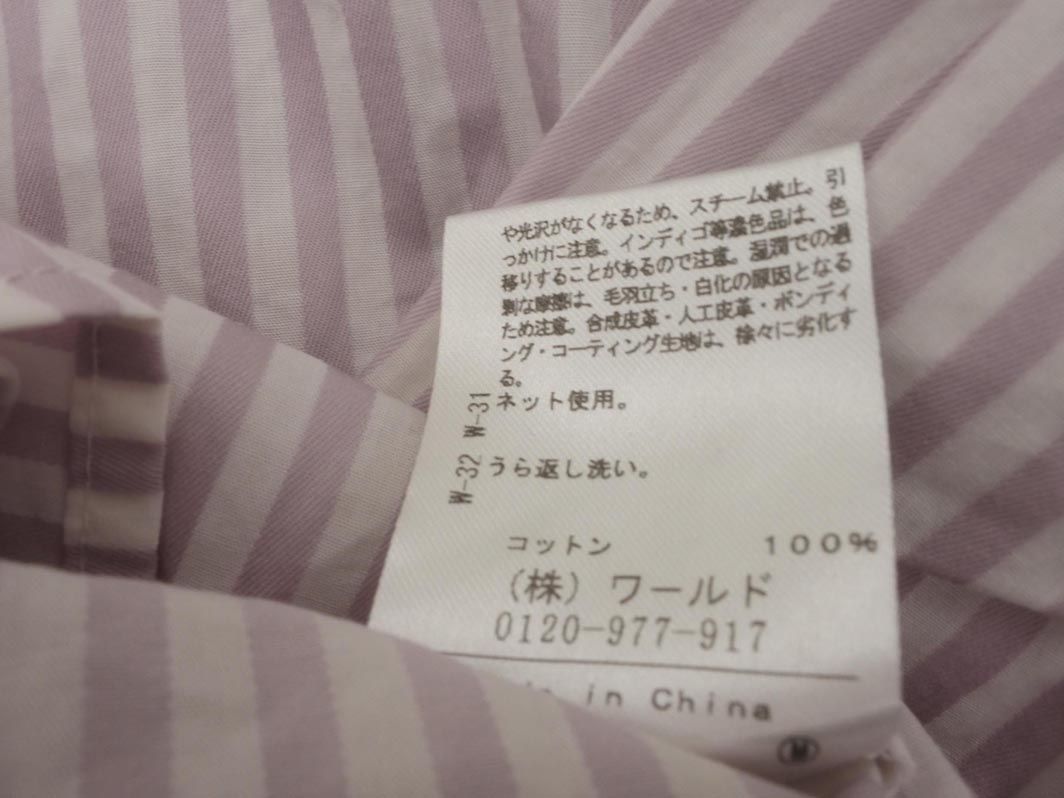 や光沢がなくなるため、スチーム禁止。引
っかけに注意。インディゴ等濃色品は、色
移りすることがあるので注意。湿潤での過
剰な摩擦は、毛羽立ち・白化の原因となる
ため注意。合成皮革・人工皮革・ボンディ
ング・コーティング生地は、徐々に劣化す
る。
W-31 ネット使用。
W-32 うら返し洗い。
コットン 100%
(株)ワールド
0120-977-917
in China
M